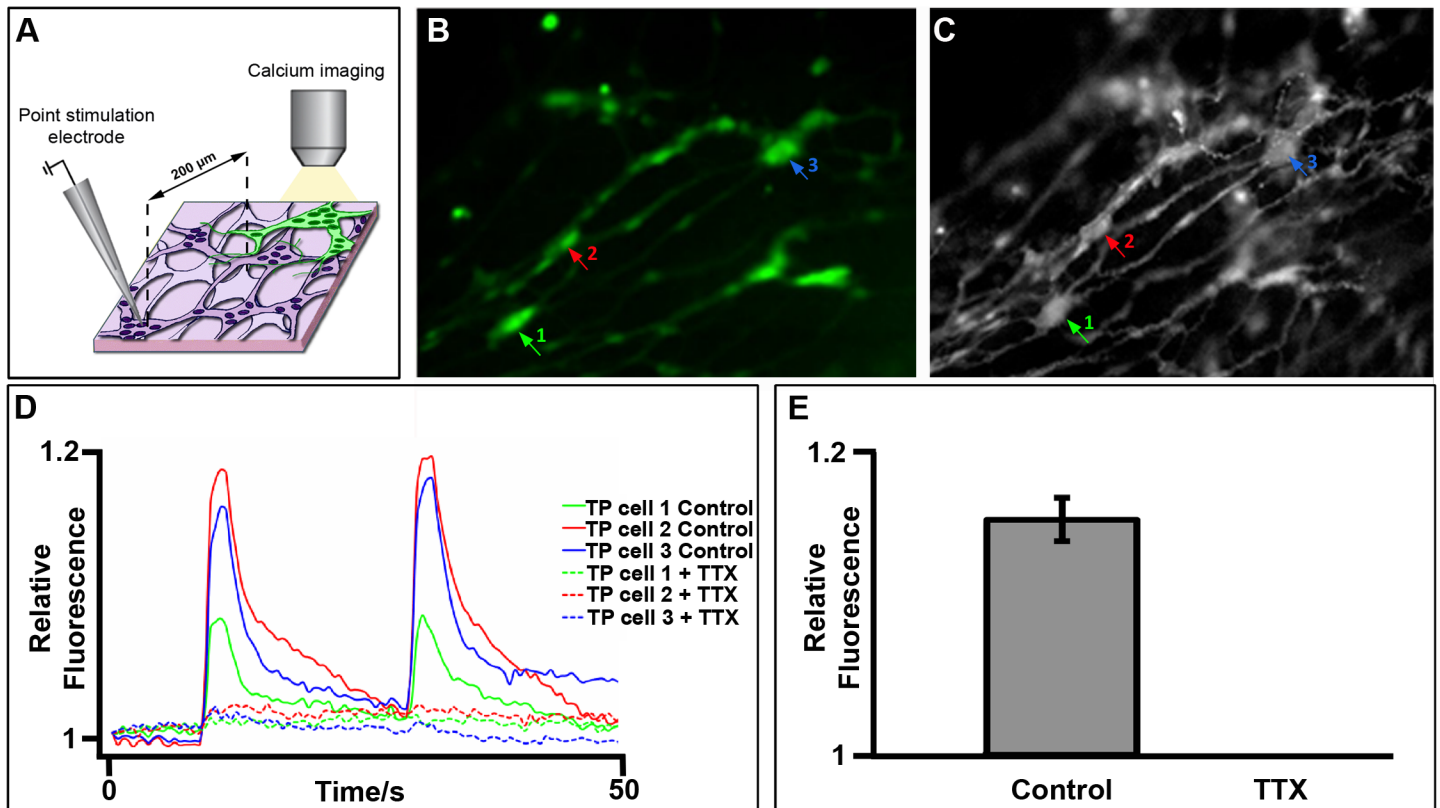 A
Calcium imaging
Point stimulation
electrode
200 µm
B
1
2
3
C
1
2
3
D
1.2
1
Relative
Fluorescence
0
Time/s
50
TP cell 1 Control
TP cell 2 Control
TP cell 3 Control
TP cell 1 + TTX
TP cell 2 + TTX
TP cell 3 + TTX
E
1.2
1
Relative
Fluorescence
Control
TTX